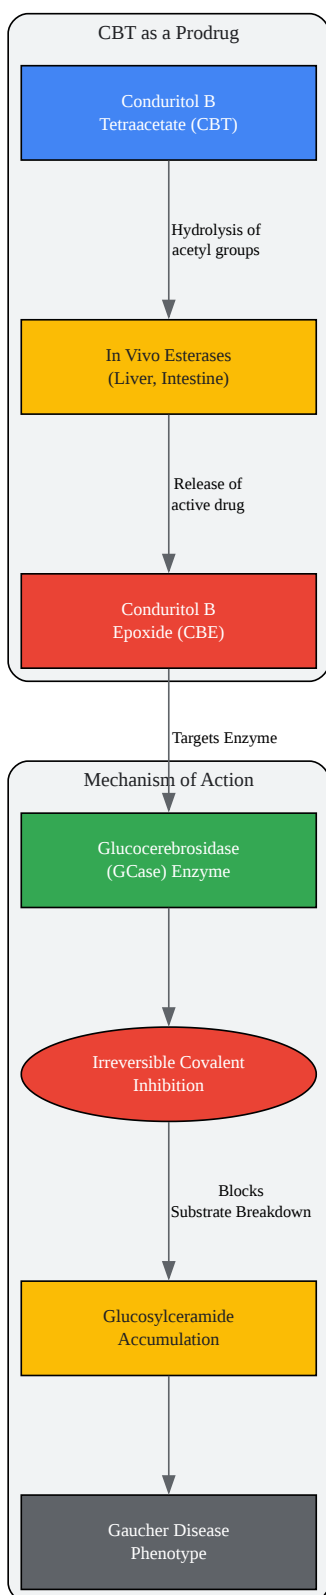 CBT as a Prodrug
Conduritol B
Tetraacetate (CBT)
Hydrolysis of
acetyl groups
In Vivo Esterases
(Liver, Intestine)
Release of
active drug
Conduritol B
Epoxide (CBE)
Targets Enzyme
Mechanism of Action
Glucocerebrosidase
(GCase) Enzyme
Irreversible Covalent
Inhibition
Blocks
Substrate Breakdown
Glucosylceramide
Accumulation
Gaucher Disease
Phenotype